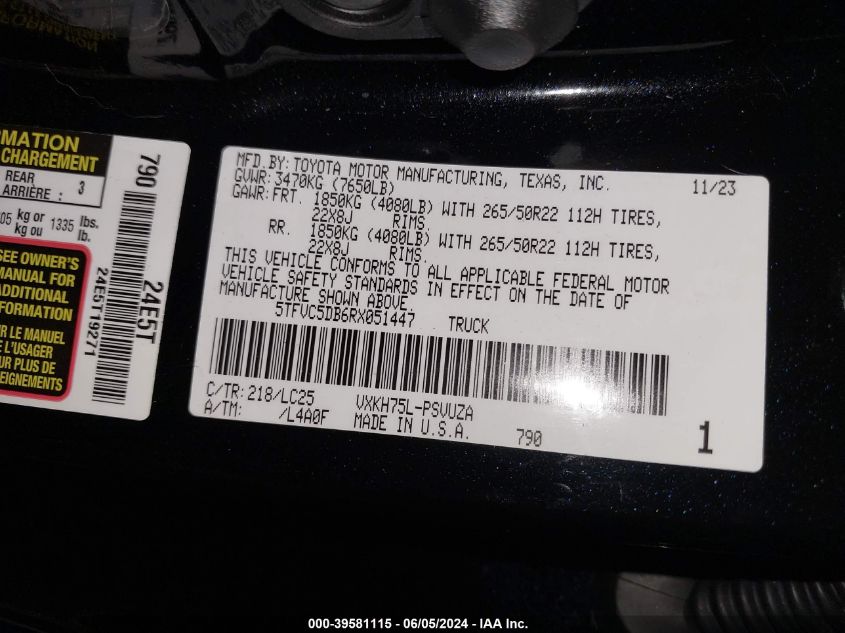 MFD. BY: TOYOTA MOTOR MANUFACTURING, TEXAS, INC. 11/23
GVWR: 3470KG (7650LB)
GAWR: FRT. 1850KG (4080LB) WITH 265/50R22 112H TIRES,
22X8J RIMS.
RR. 1850KG (4080LB) WITH 265/50R22 112H TIRES,
22X8J RIMS.
THIS VEHICLE CONFORMS TO ALL APPLICABLE FEDERAL MOTOR
VEHICLE SAFETY STANDARDS IN EFFECT ON THE DATE OF
MANUFACTURE SHOWN ABOVE
5TFVC5DB6RX051447 TRUCK
C/TR: 218/LC25 VXKH75L-PSVUZA
A/TM: /L4A0F MADE IN U.S.A. 790 1
CHARGEMENT
REAR
ARRIÈRE : 3
kg or 1335 lbs.
kg ou lb.
SEE OWNER'S
MANUAL FOR
ADDITIONAL
LE MANUEL
L'USAGER
PLUS DE
790
24E5T
24E5T19271
000-39581115 - 06/05/2024 - IAA Inc.